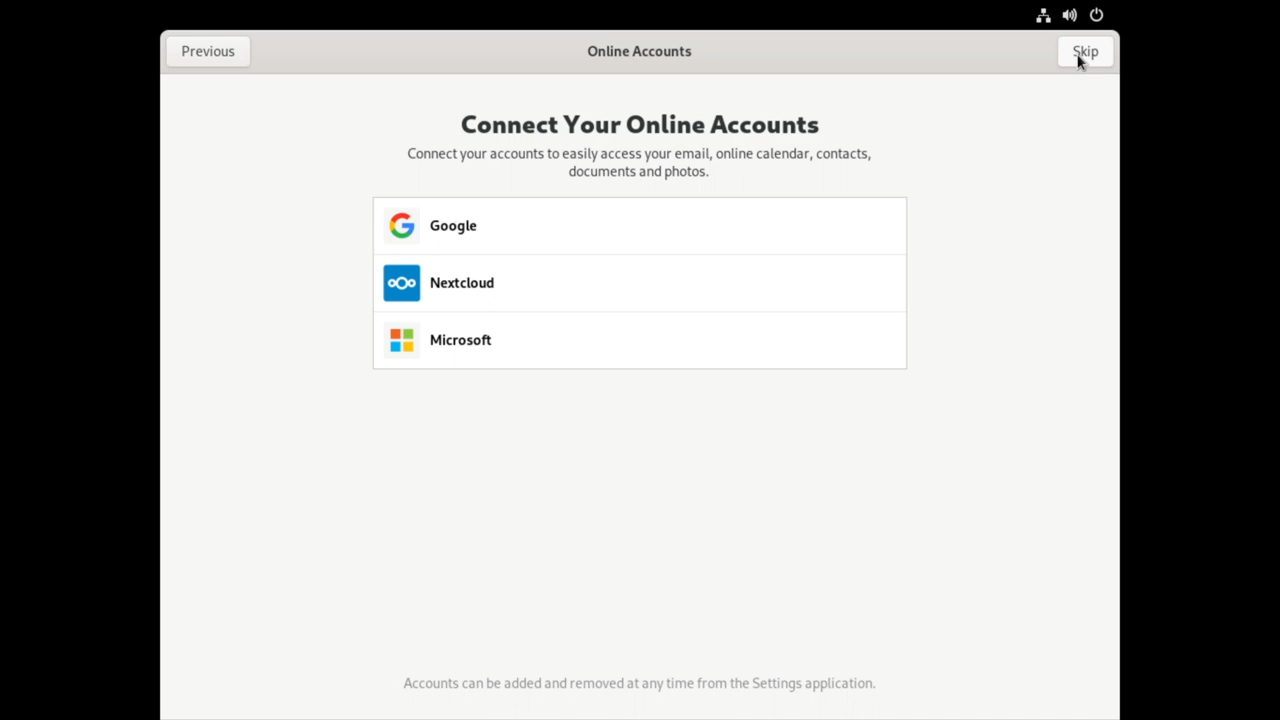 Previous
Online Accounts
Skip
Connect Your Online Accounts
Connect your accounts to easily access your email, online calendar, contacts,
documents and photos.
Google
Nextcloud
Microsoft
Accounts can be added and removed at any time from the Settings application.